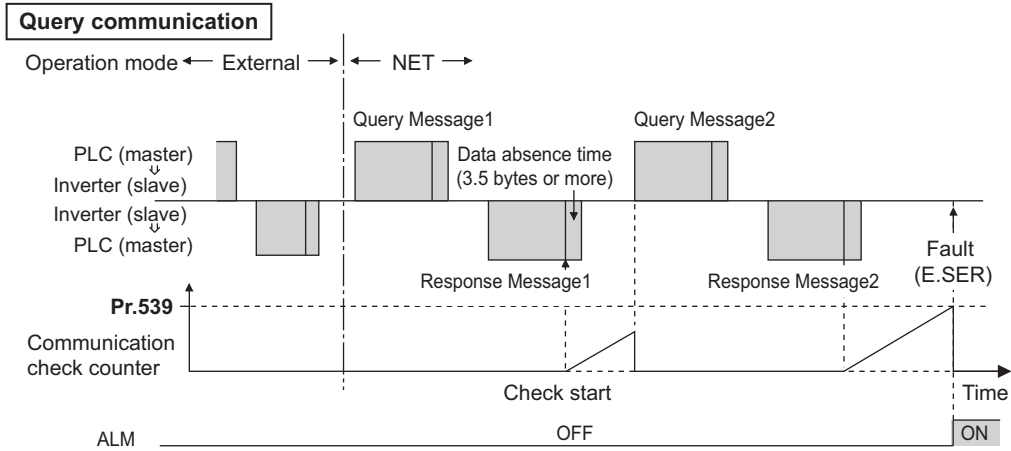 Query communication
Operation mode External NET
Query Message1 Query Message2
PLC (master)
Inverter (slave)
Inverter (slave)
PLC (master)
Data absence time
(3.5 bytes or more)
Fault
(E.SER)
Response Message1 Response Message2
Pr.539
Communication
check counter
Check start Time
ALM OFF ON